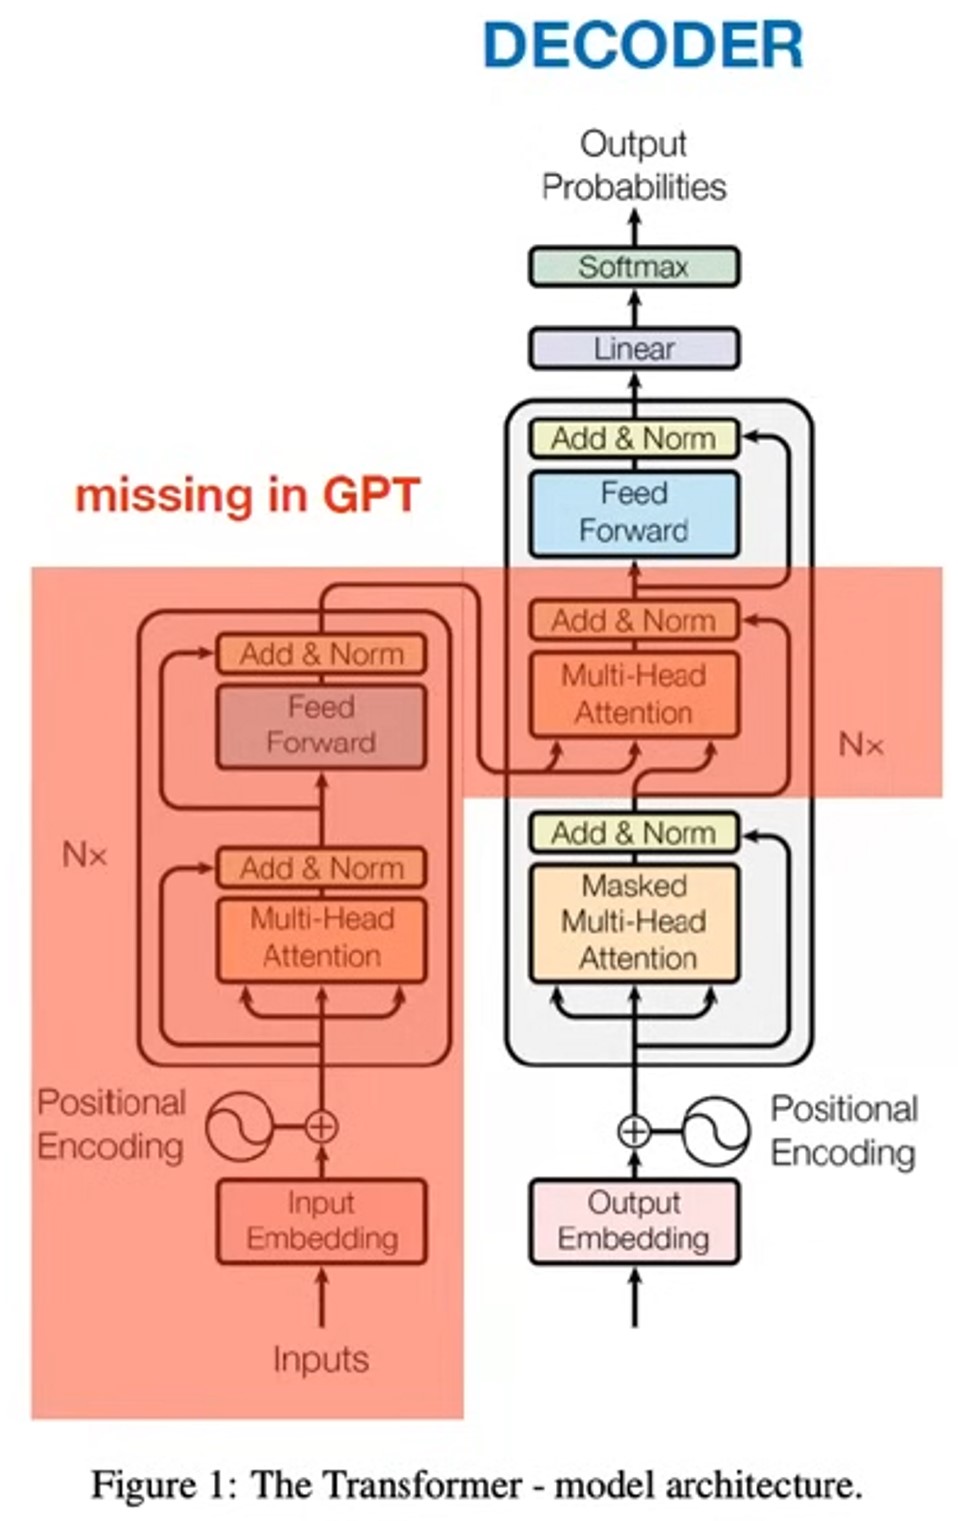 DECODER
Output
Probabilities
Softmax
Linear
Add & Norm
Feed
Forward
Add & Norm
Multi-Head
Attention
Nx
Add & Norm
Masked
Multi-Head
Attention
Positional
Encoding
Output
Embedding
missing in GPT
Add & Norm
Feed
Forward
Nx
Add & Norm
Multi-Head
Attention
Positional
Encoding
Input
Embedding
Inputs
Figure 1: The Transformer - model architecture.